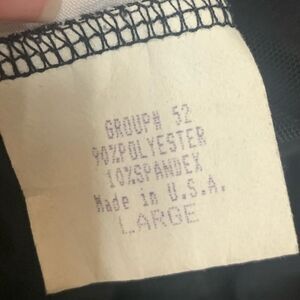 GROUP# 52
90%POLYESTER
10%SPANDEX
Made in U.S.A.
LARGE